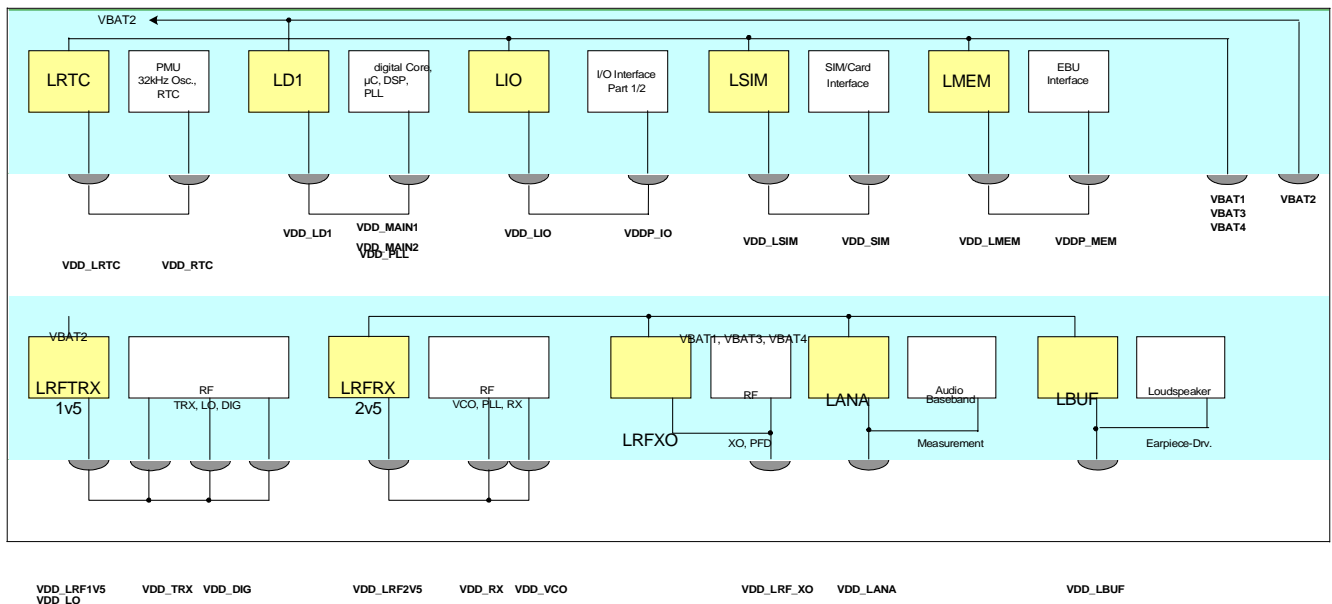 VBAT2
LRTC
PMU
32kHz Osc.,
RTC
LD1
digital Core,
µC, DSP,
PLL
LIO
I/O Interface
Part 1/2
LSIM
SIM/Card
Interface
LMEM
EBU
Interface
VBAT1
VBAT3
VBAT4
VBAT2
VDD_LRTC
VDD_RTC
VDD_LD1
VDD_MAIN1
VDD_MAIN2
VDD_PLL
VDD_LIO
VDDP_IO
VDD_LSIM
VDD_SIM
VDD_LMEM
VDDP_MEM
VBAT2
LRFTRX
1v5
RF
TRX, LO, DIG
LRFRX
2v5
RF
VCO, PLL, RX
VBAT1, VBAT3, VBAT4
LRFXO
RF
XO, PFD
LANA
Audio
Baseband
Measurement
LBUF
Loudspeaker
Earpiece-Drv.
VDD_LRF1V5
VDD_LO
VDD_TRX
VDD_DIG
VDD_LRF2V5
VDD_RX
VDD_VCO
VDD_LRF_XO
VDD_LANA
VDD_LBUF